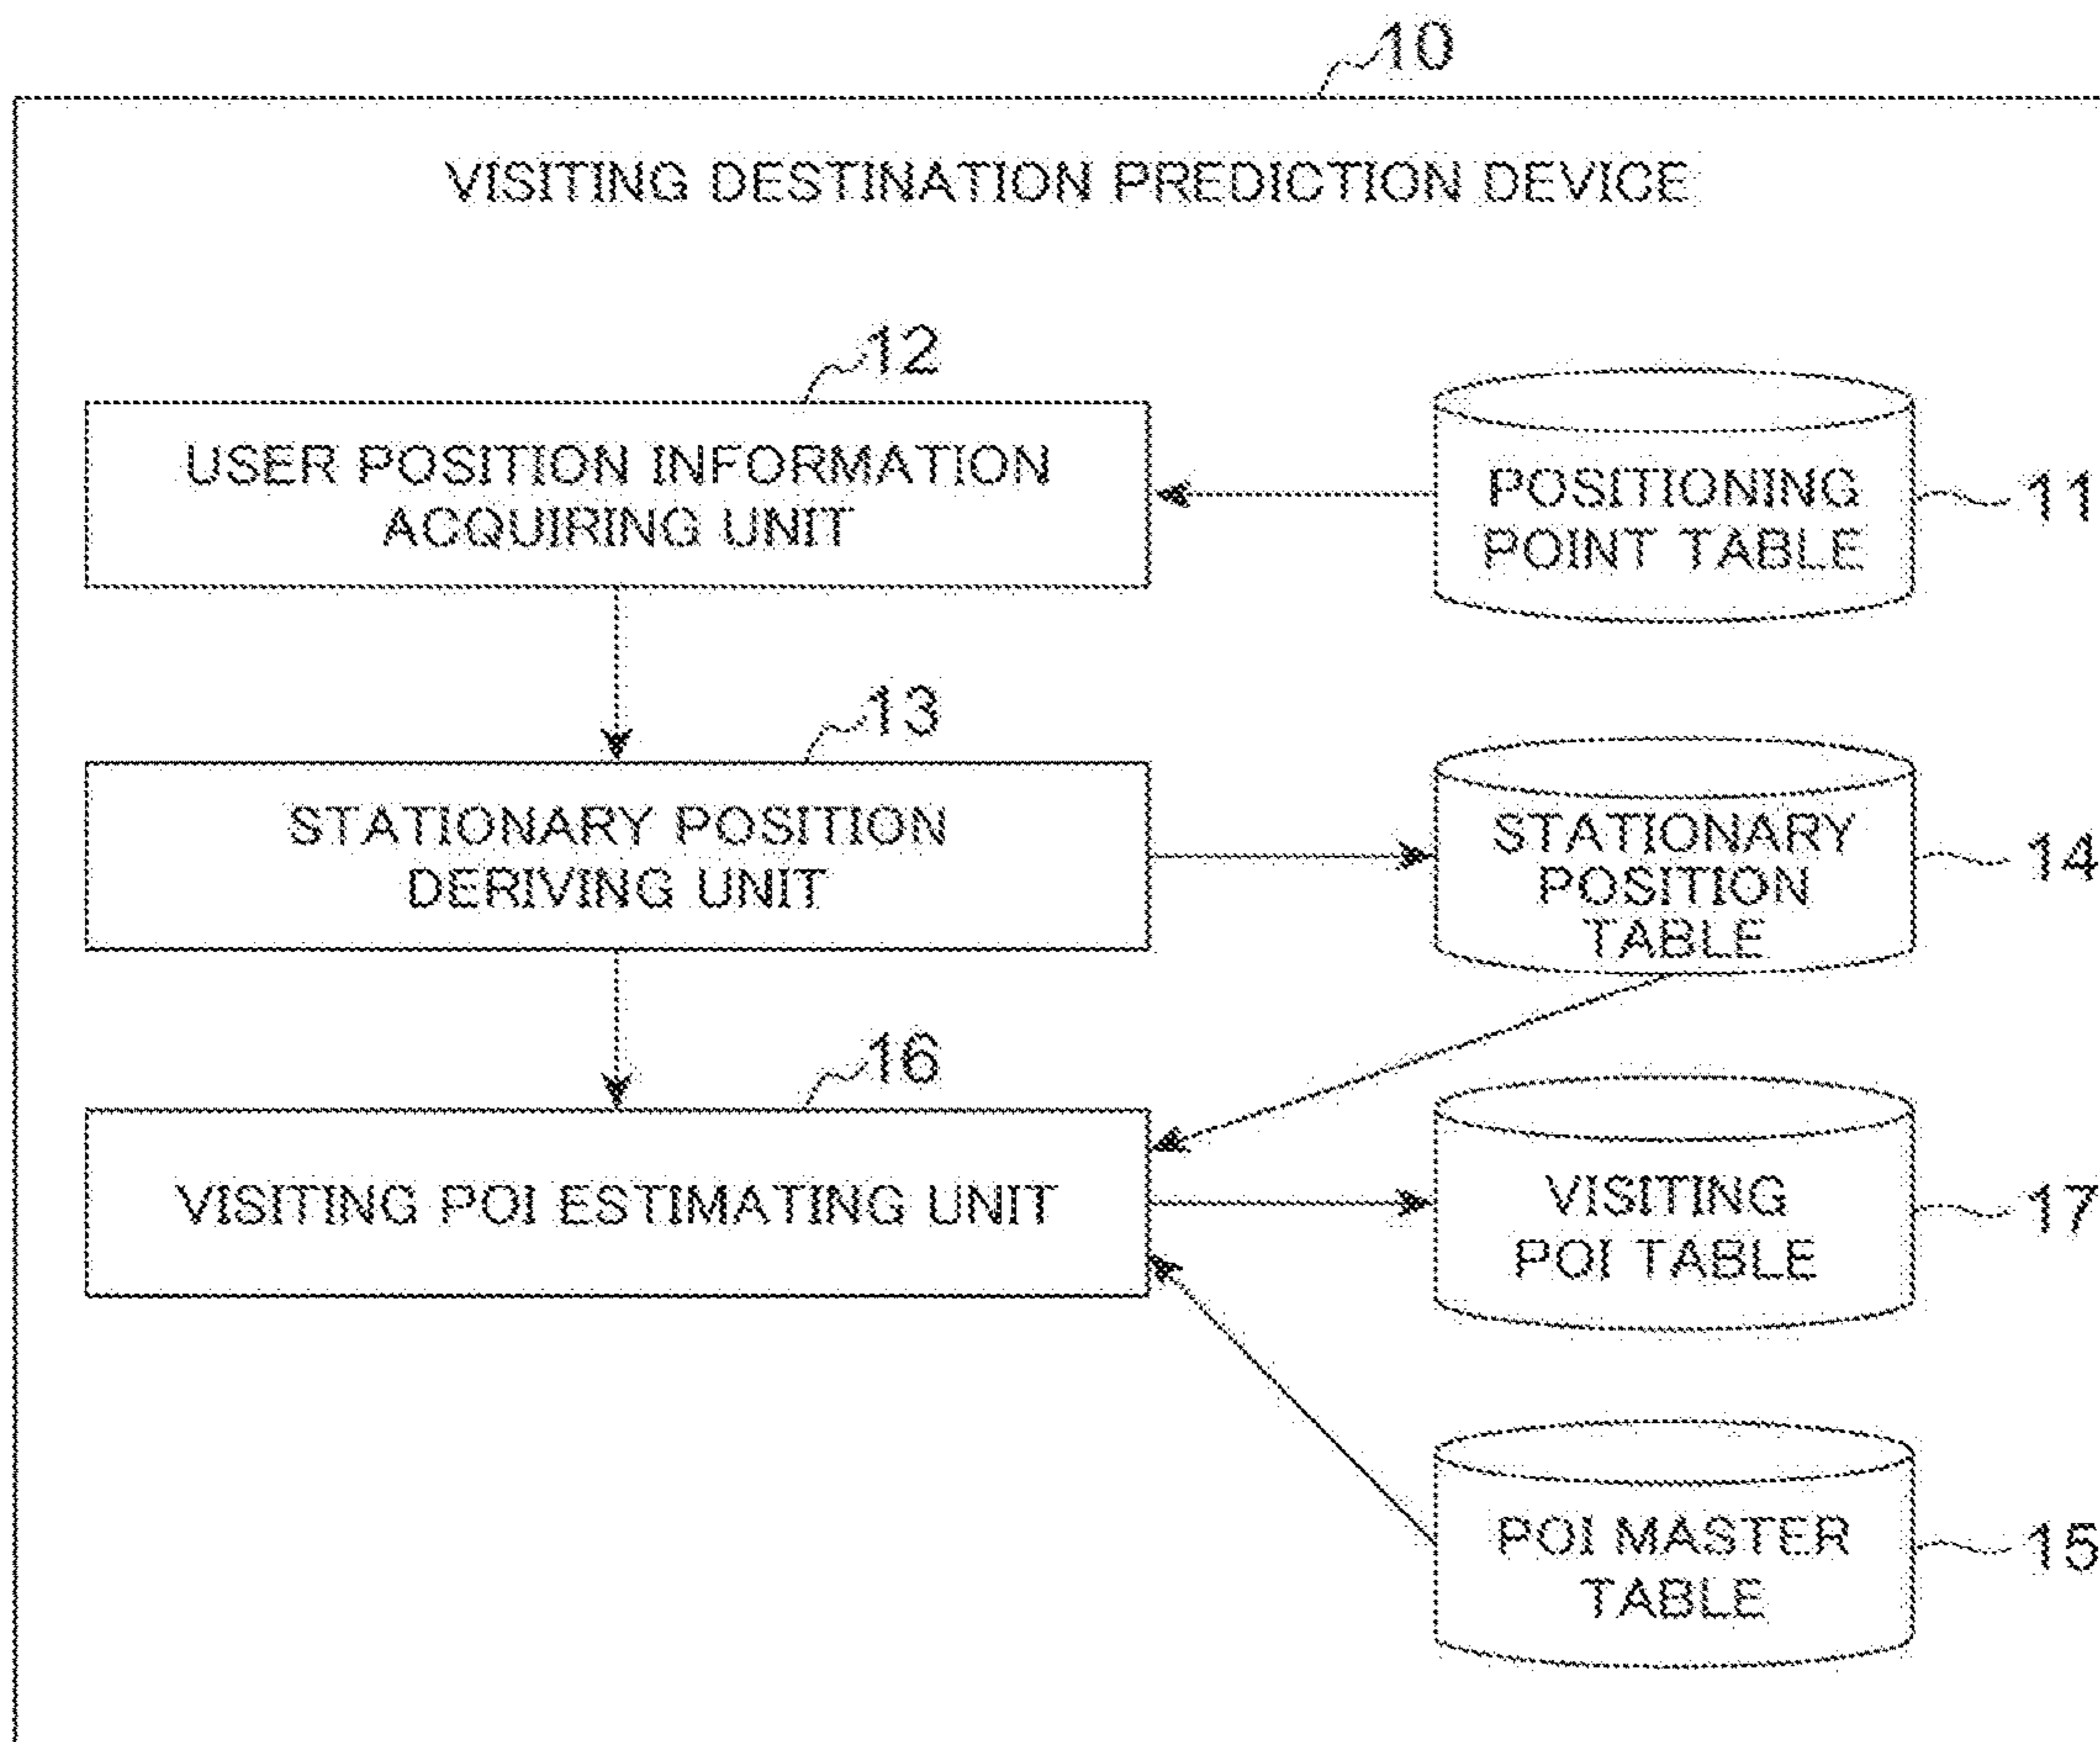 10
VISITING DESTINATION PREDICTION DEVICE
12
USER POSITION INFORMATION
ACQUIRING UNIT
POSITIONING
POINT TABLE
11
13
STATIONARY POSITION
DERIVING UNIT
STATIONARY
POSITION
TABLE
14
16
VISITING POI ESTIMATING UNIT
VISITING
POI TABLE
17
POI MASTER
TABLE
15